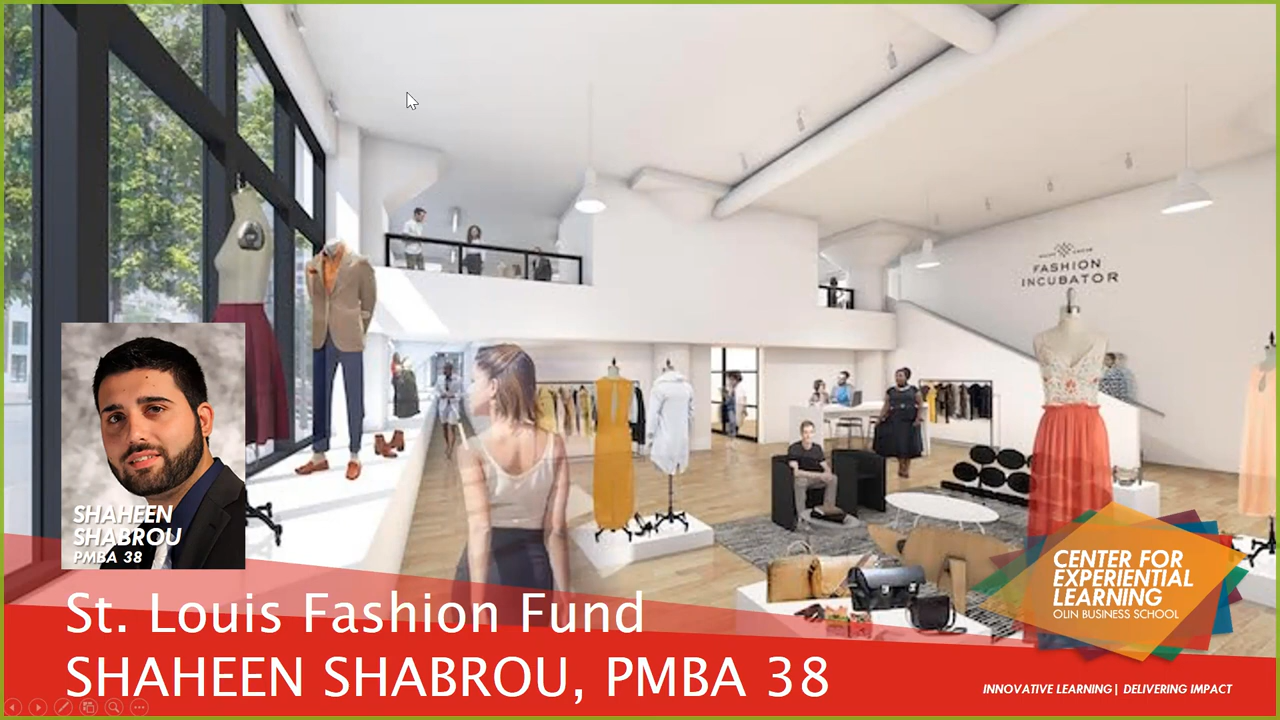 FASHION
INCUBATOR
SHAHEEN
SHABROU
PMBA 38
CENTER FOR
EXPERIENTIAL
LEARNING
OLIN BUSINESS SCHOOL
St. Louis Fashion Fund
SHAHEEN SHABROU, PMBA 38
INNOVATIVE LEARNING | DELIVERING IMPACT